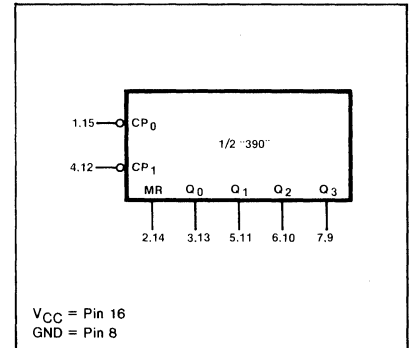 1.15 CP0
1/2 "390"
4.12 CP1
MR Q0 Q1 Q2 Q3
2.14 3.13 5.11 6.10 7.9
VCC = Pin 16
GND = Pin 8